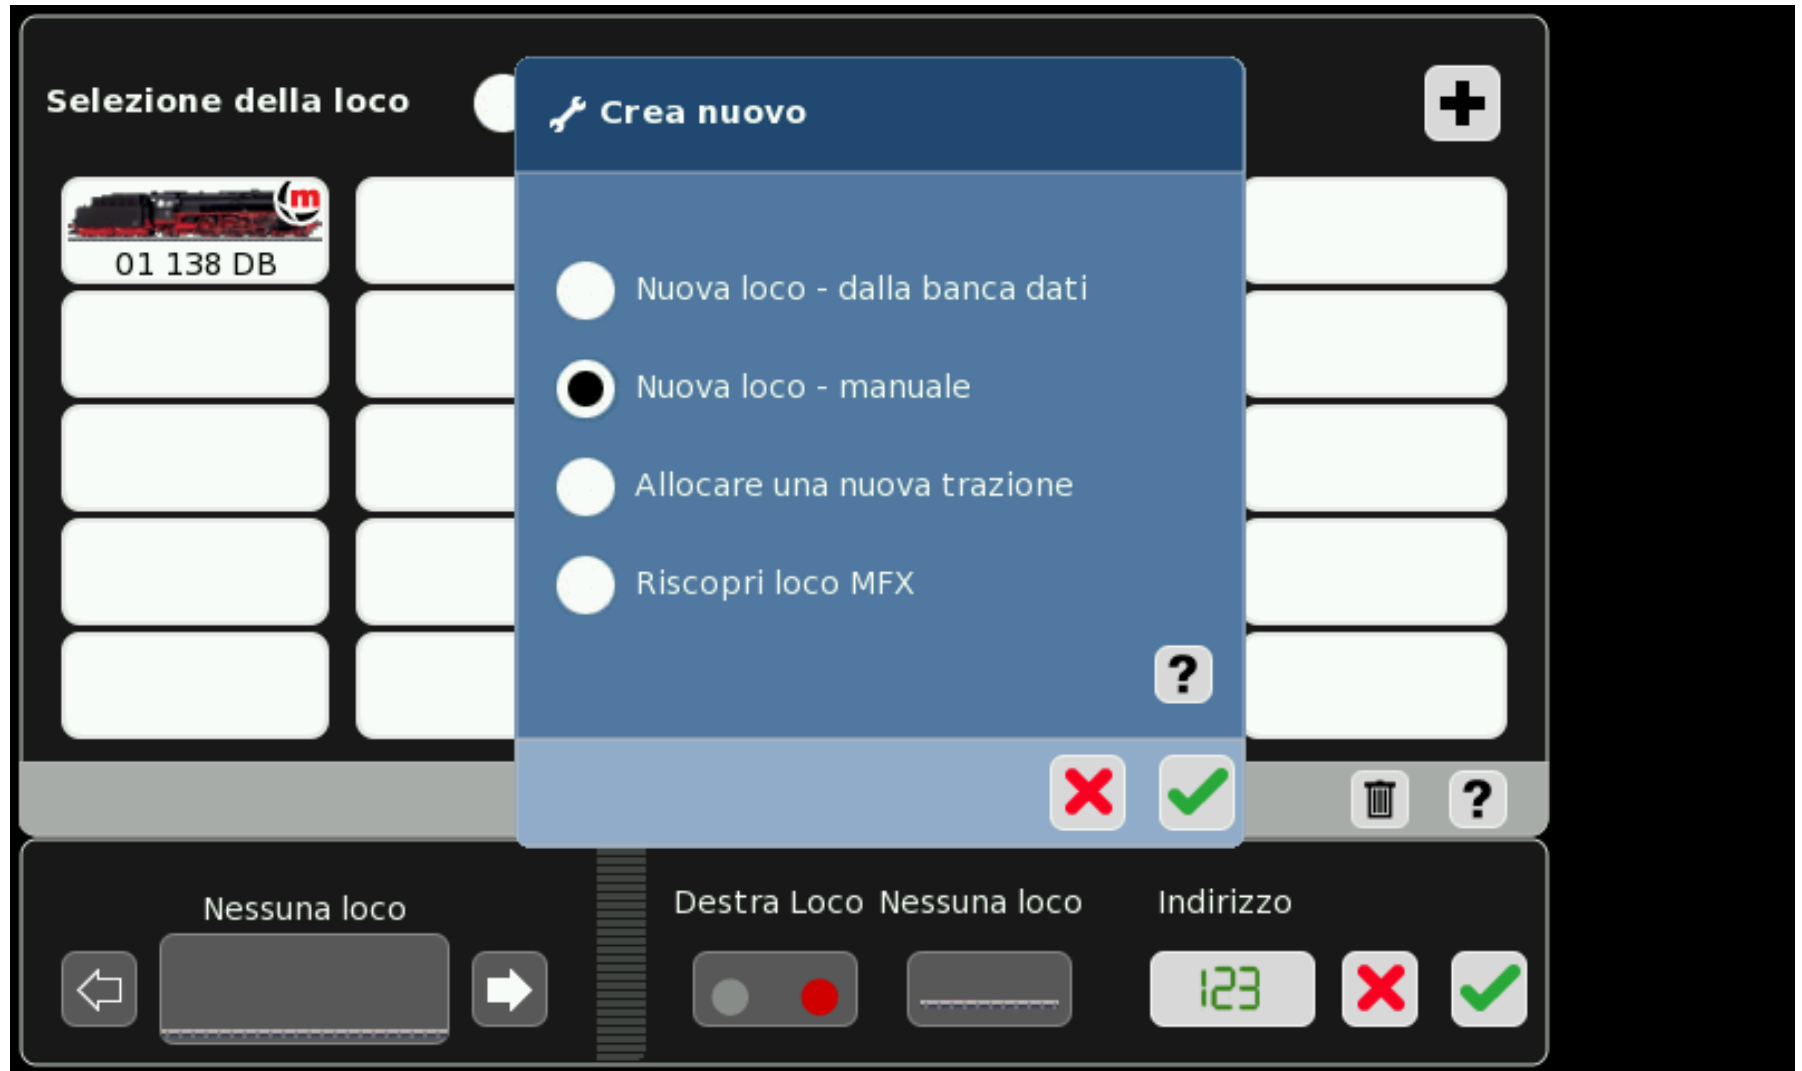 Selezione della loco
Crea nuovo
m
01 138 DB
Nuova loco - dalla banca dati
Nuova loco - manuale
Allocare una nuova trazione
Riscopri loco MFX
?
?
Nessuna loco
Destra Loco Nessuna loco Indirizzo
123